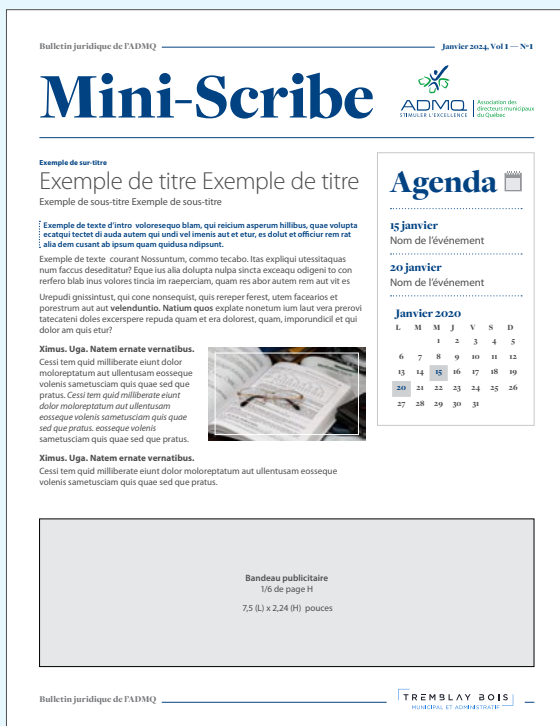 Bulletin juridique de l'ADMQ
Janvier 2024, Vol 1 — N°1
Mini-Scribe
ADMQ
STIMULER L'EXCELLENCE
Association des
directeurs municipaux
du Québec
Exemple de sur-titre
Exemple de titre Exemple de titre
Exemple de sous-titre Exemple de sous-titre
Exemple de texte d'intro voloresequo blam, qui reicium asperum hillibus, quae volupta
ecatqui tectet di auda autem qui undi vel imenis aut et etur, es dolut et officiur rem rat
alia dem cusant ab ipsum quam quidusa ndipsunt.
Exemple de texte courant Nossuntum, commo tecabo. Itas expliqui utessitaquas
num faccus deseditatur? Eque ius alia dolupta nulpa sincta exceaqu odigeni to con
rerfero blab inus volores tincia im raeperciam, quam res abor autem rem aut vit es
Urepudi gnissintust, qui cone nonsequist, quis rereper ferest, utem facearios et
porestrum aut aut velenduntio. Natium quos explate nonetum ium laut vera prerovi
tatecateni doles excerspere repuda quam et era dolorest, quam, imporundicil et qui
dolor am quis etur?
Ximus. Uga. Natem ernate vernatibus.
Cessi tem quid milliberate eiunt dolor
moloreptatum aut ullentusam eosseque
volenis sametusciam quis quae sed que
pratus. Cessi tem quid milliberate eiunt
dolor moloreptatum aut ullentusam
eosseque volenis sametusciam quis quae
sed que pratus. eosseque volenis
sametusciam quis quae sed que pratus.
Ximus. Uga. Natem ernate vernatibus.
Cessi tem quid milliberate eiunt dolor moloreptatum aut ullentusam eosseque
volenis sametusciam quis quae sed que pratus.
Agenda
15 janvier
Nom de l'événement
20 janvier
Nom de l'événement
Janvier 2020
L M M J V S D
1 2 3 4 5
6 7 8 9 10 11 12
13 14 15 16 17 18 19
20 21 22 23 24 25 26
27 28 29 30 31
Bandeau publicitaire
1/6 de page H
7,5 (L) x 2,24 (H) pouces
Bulletin juridique de l'ADMQ
TREMBLAY BOIS
MUNICIPAL ET ADMINISTRATIF